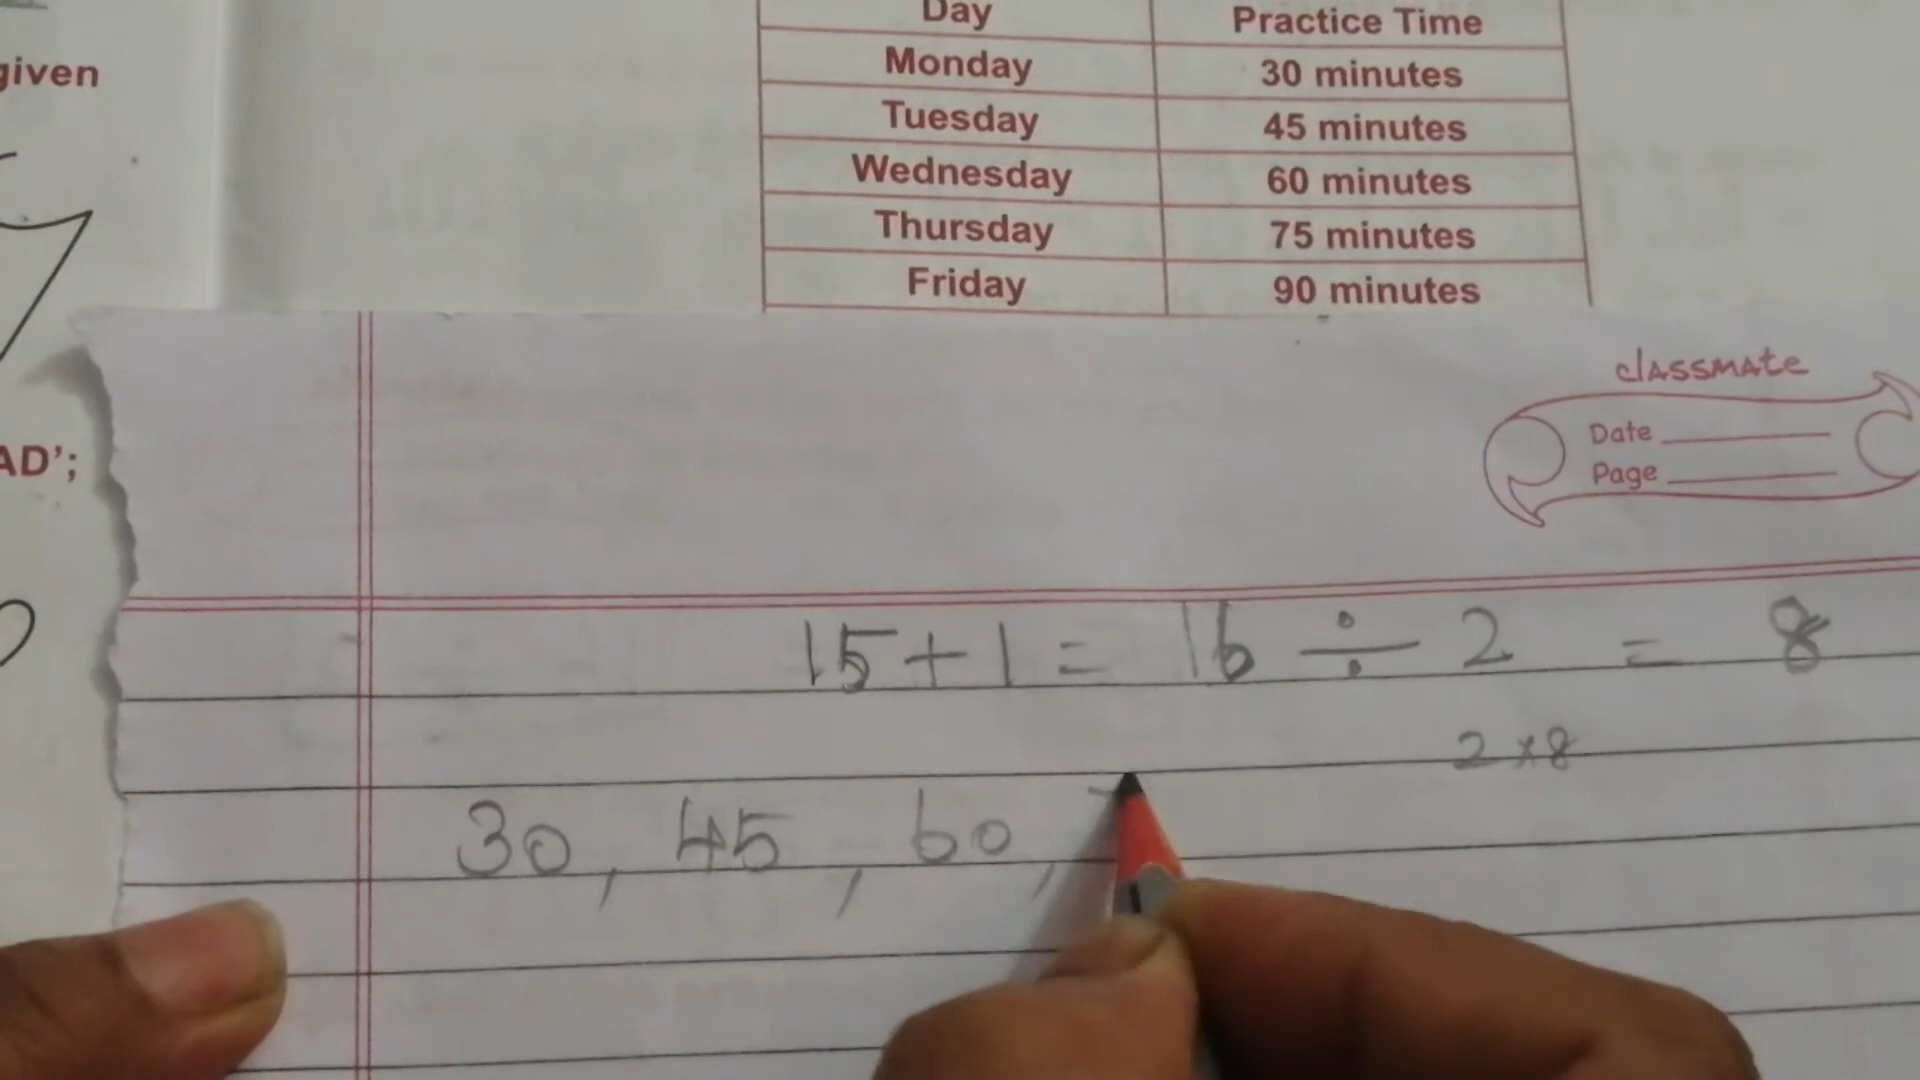 given
Day Practice Time
Monday 30 minutes
Tuesday 45 minutes
Wednesday 60 minutes
Thursday 75 minutes
Friday 90 minutes
classmate
AD’;
Date
Page
15+1 = 16 ÷ 2 = 8
2×8
30, 45, 60,